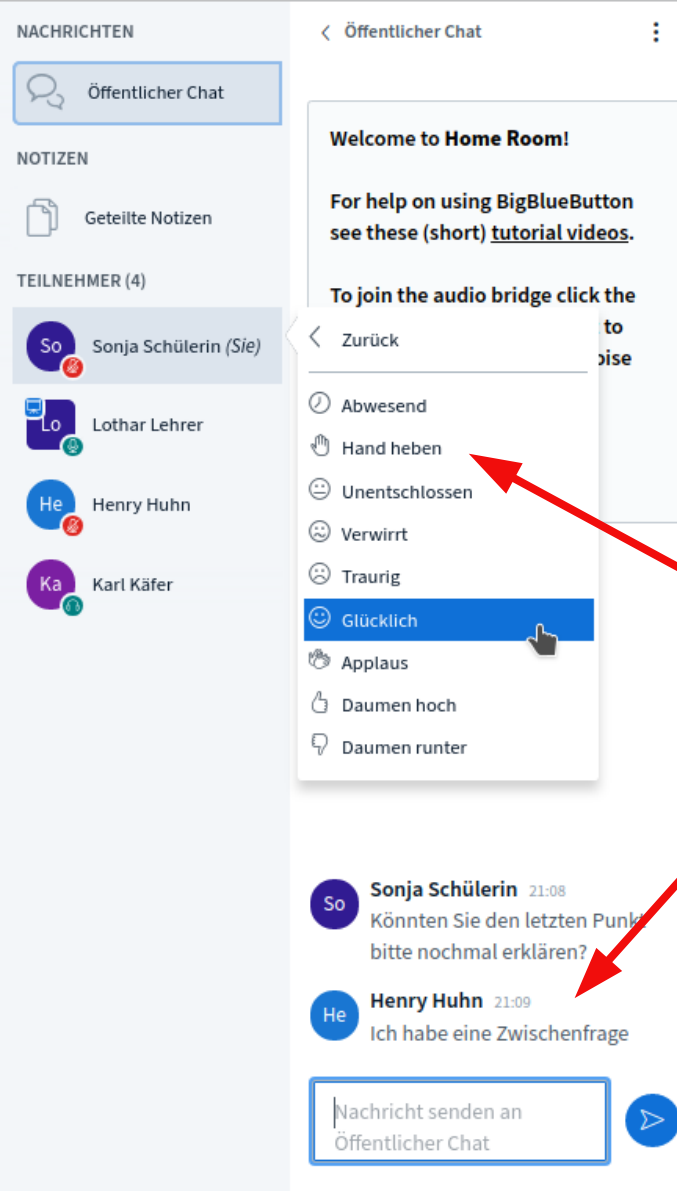 NACHRICHTEN
Öffentlicher Chat
NOTIZEN
Geteilte Notizen
TEILNEHMER (4)
So
Sonja Schülerin (Sie)
Lo
Lothar Lehrer
He
Henry Huhn
Ka
Karl Käfer
Öffentlicher Chat
Welcome to Home Room!
For help on using BigBlueButton
see these (short) tutorial videos.
To join the audio bridge click the
to
Zurück
Abwesend
Hand heben
Unentschlossen
Verwirrt
Traurig
Glücklich
Applaus
Daumen hoch
Daumen runter
So
Sonja Schülerin 21:08
Könnten Sie den letzten Punkt
bitte nochmal erklären?
He
Henry Huhn 21:09
Ich habe eine Zwischenfrage
Nachricht senden an
Öffentlicher Chat